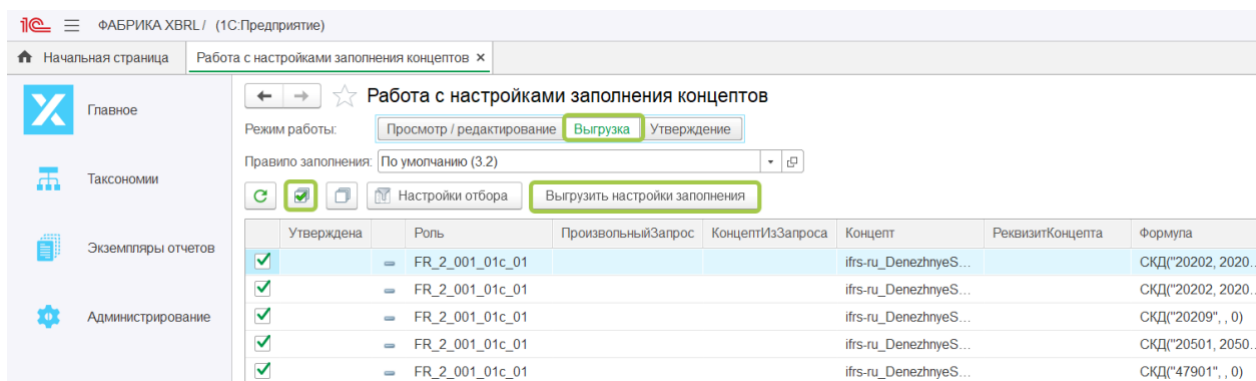 1С ФАБРИКА XBRL / (1С:Предприятие)
Начальная страница Работа с настройками заполнения концептов ×
Главное
Таксономии
Экземпляры отчетов
Администрирование
Работа с настройками заполнения концептов
Режим работы: Просмотр / редактирование Выгрузка Утверждение
Правило заполнения: По умолчанию (3.2)
Настройки отбора Выгрузить настройки заполнения
Утверждена Роль ПроизвольныйЗапрос КонцептИзЗапроса Концепт РеквизитКонцепта Формула
FR_2_001_01c_01 ifrs-ru_DenezhnyeS... СКД("20202, 2020...
FR_2_001_01c_01 ifrs-ru_DenezhnyeS... СКД("20202, 2020...
FR_2_001_01c_01 ifrs-ru_DenezhnyeS... СКД("20209", , 0)
FR_2_001_01c_01 ifrs-ru_DenezhnyeS... СКД("20501, 2050...
FR_2_001_01c_01 ifrs-ru_DenezhnyeS... СКД("47901", , 0)